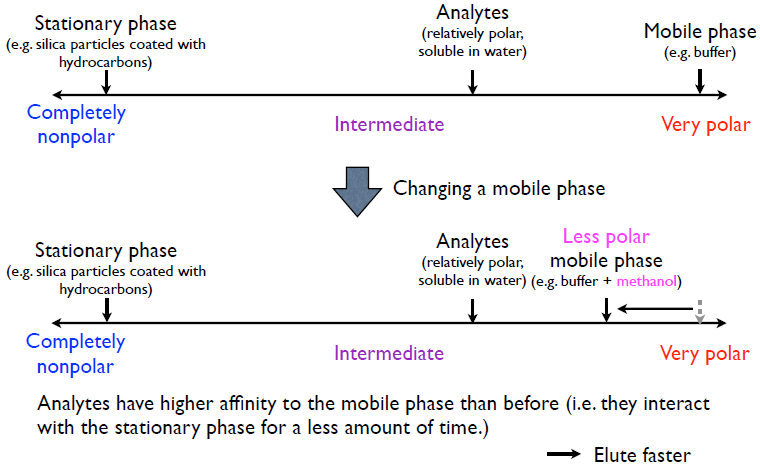 Stationary phase
(e.g. silica particles coated with
hydrocarbons)
Analytes
(relatively polar,
soluble in water)
Mobile phase
(e.g. buffer)
Completely
nonpolar
Intermediate
Very polar
Changing a mobile phase
Stationary phase
(e.g. silica particles coated with
hydrocarbons)
Analytes
(relatively polar,
soluble in water)
Less polar
mobile phase
(e.g. buffer + methanol)
Completely
nonpolar
Intermediate
Very polar
Analytes have higher affinity to the mobile phase than before (i.e. they interact
with the stationary phase for a less amount of time.)
Elute faster